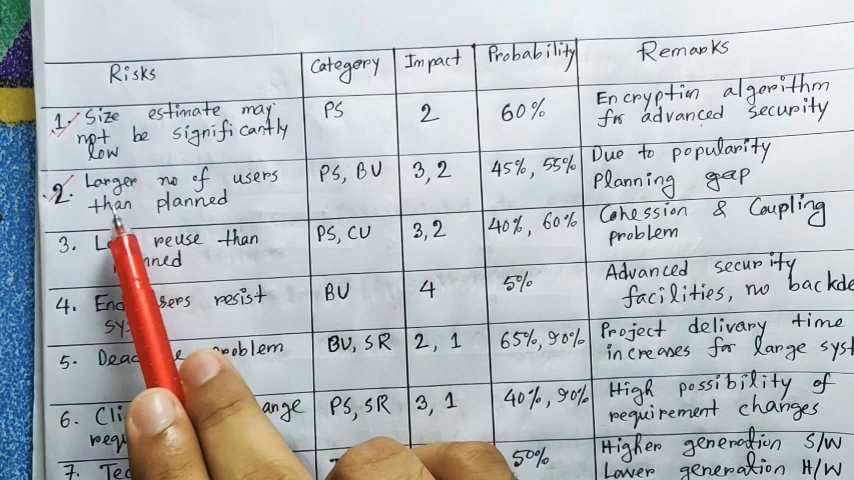 Risks Category Impact Probability Remarks
1. Size estimate may PS 2 60% Encryption algorithm
not be significantly for advanced security
low
2. Larger no of users PS, BU 3,2 45%, 55% Due to popularity
than planned Planning gap
3. reuse than PS, CU 3,2 40%, 60% Cohession & Coupling
problem
4. End users resist BU 4 5% Advanced security
facilities, no
5. problem BU, SR 2, 1 65%, 90% Project delivary time
increases for large
6. PS, SR 3, 1 40%, 90% High possibility of
requirement changes
7. 50% Higher generation S/W
Lower generation H/W